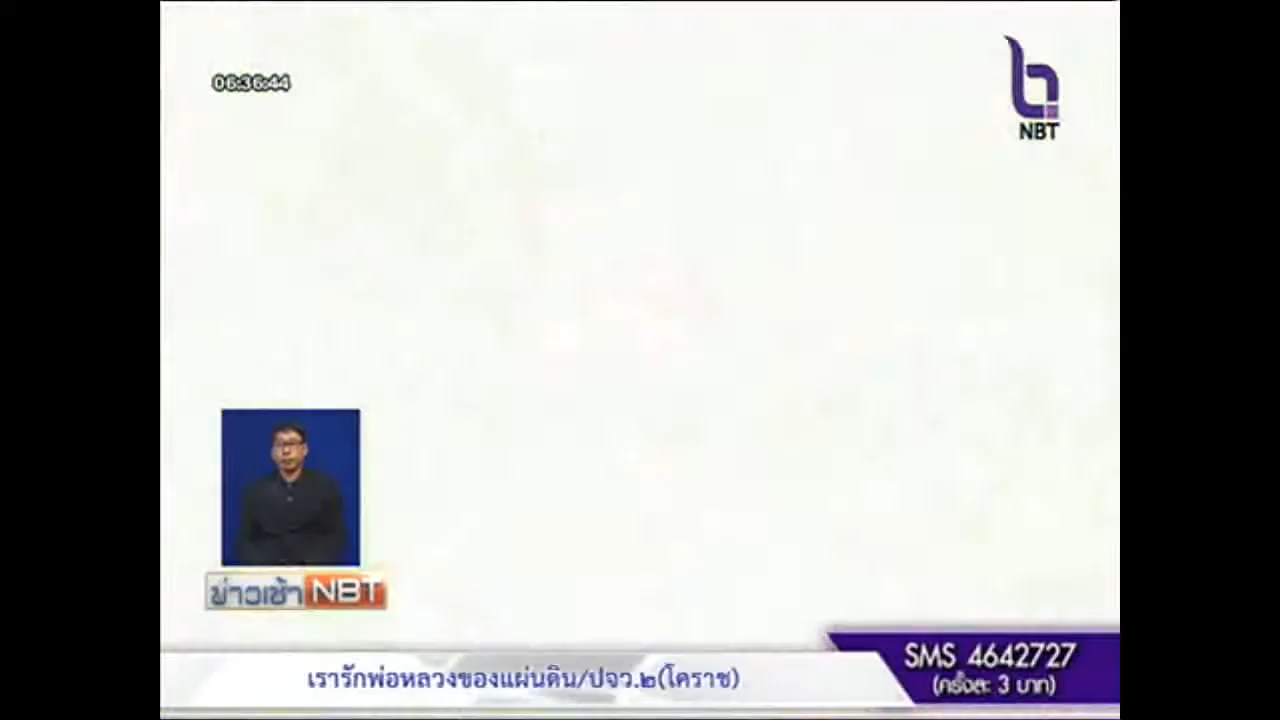 06:36:44
NBT
ข่าวเช้า NBT
SMS 4642727
(ครั้งละ 3 บาท)
เรารักพ่อหลวงของแผ่นดิน/ปจว.๒(โคราช)